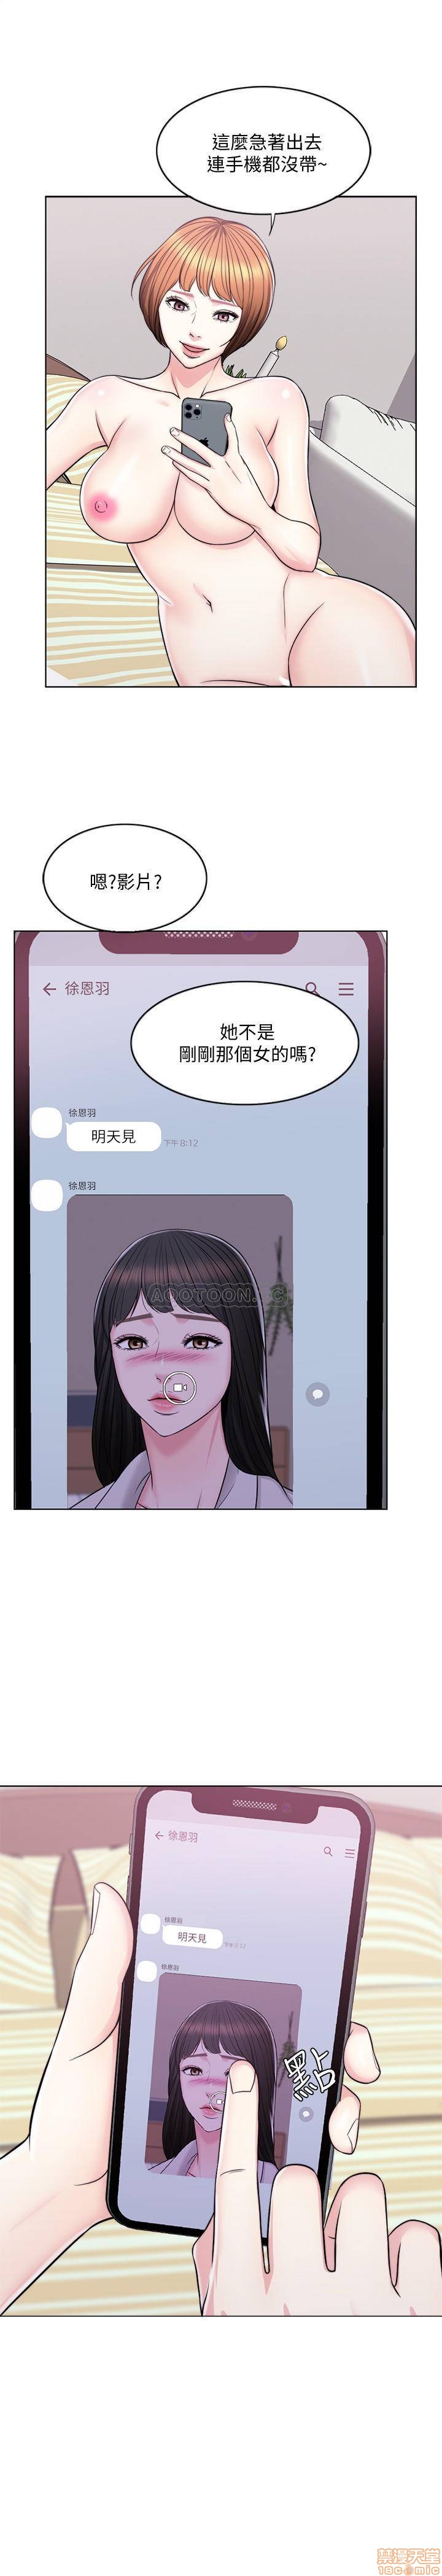 這麼急著出去
連手機都沒帶~
嗯?影片?
徐恩羽
她不是
剛剛那個女的嗎?
徐恩羽
明天見
下午 8:12
徐恩羽
徐恩羽
徐恩羽
明天見
下午 8:12
徐恩羽
點
禁漫天堂
18comic